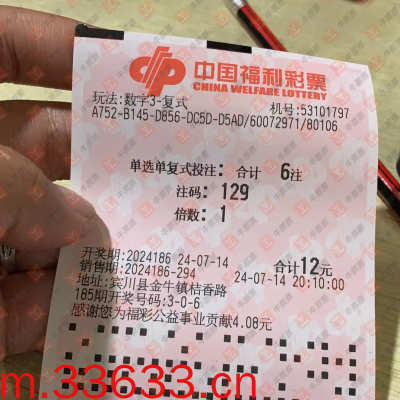 中国福利彩票
CHINA WELFARE LOTTERY
玩法:数字3-复式 机号:53101797
A752-B145-D856-DC5D-D5AD/60072971/80106
单选单复式投注: 合计 6注
注码: 129
倍数: 1
开奖期:2024186 24-07-14 合计12元
销售期:2024186-294 24-07-14 20:10:00
地址:宾川县金牛镇桔香路
185期开奖号码:3-0-6
感谢您为福彩公益事业贡献4.08元
m.33633.cn